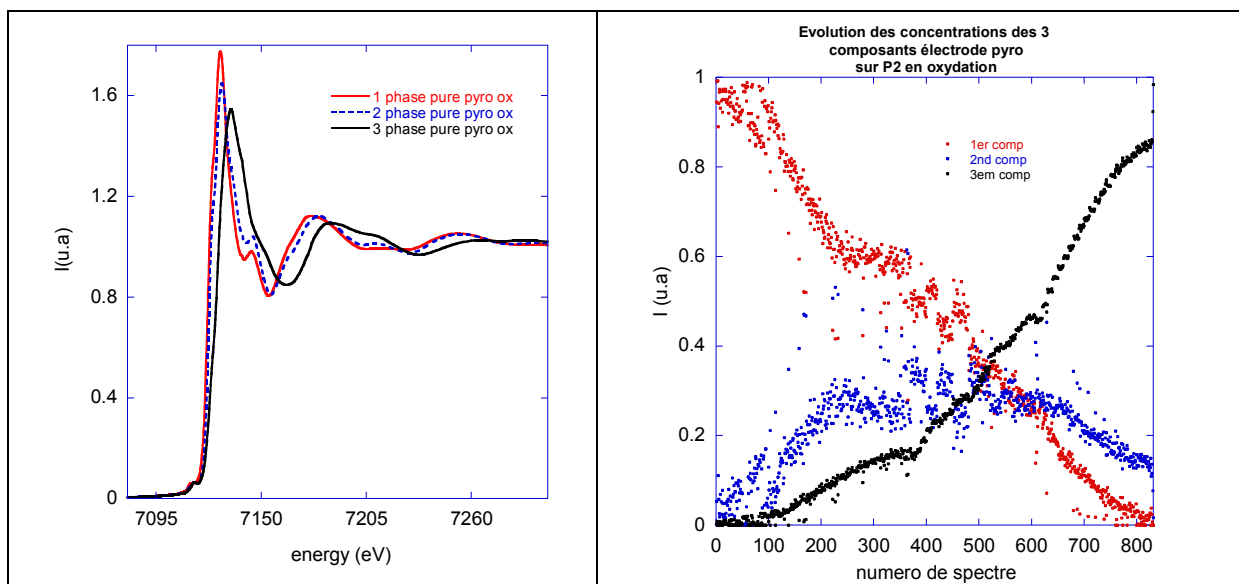 1.6
1.2
0.8
0.4
0
I(u.a)
1 phase pure pyro ox
2 phase pure pyro ox
3 phase pure pyro ox
7095 7150 7205 7260
energy (eV)
Evolution des concentrations des 3
composants électrode pyro
sur P2 en oxydation
1
0.8
0.6
0.4
0.2
0
I (u.a)
1er comp
2nd comp
3em comp
0 100 200 300 400 500 600 700 800
numero de spectre